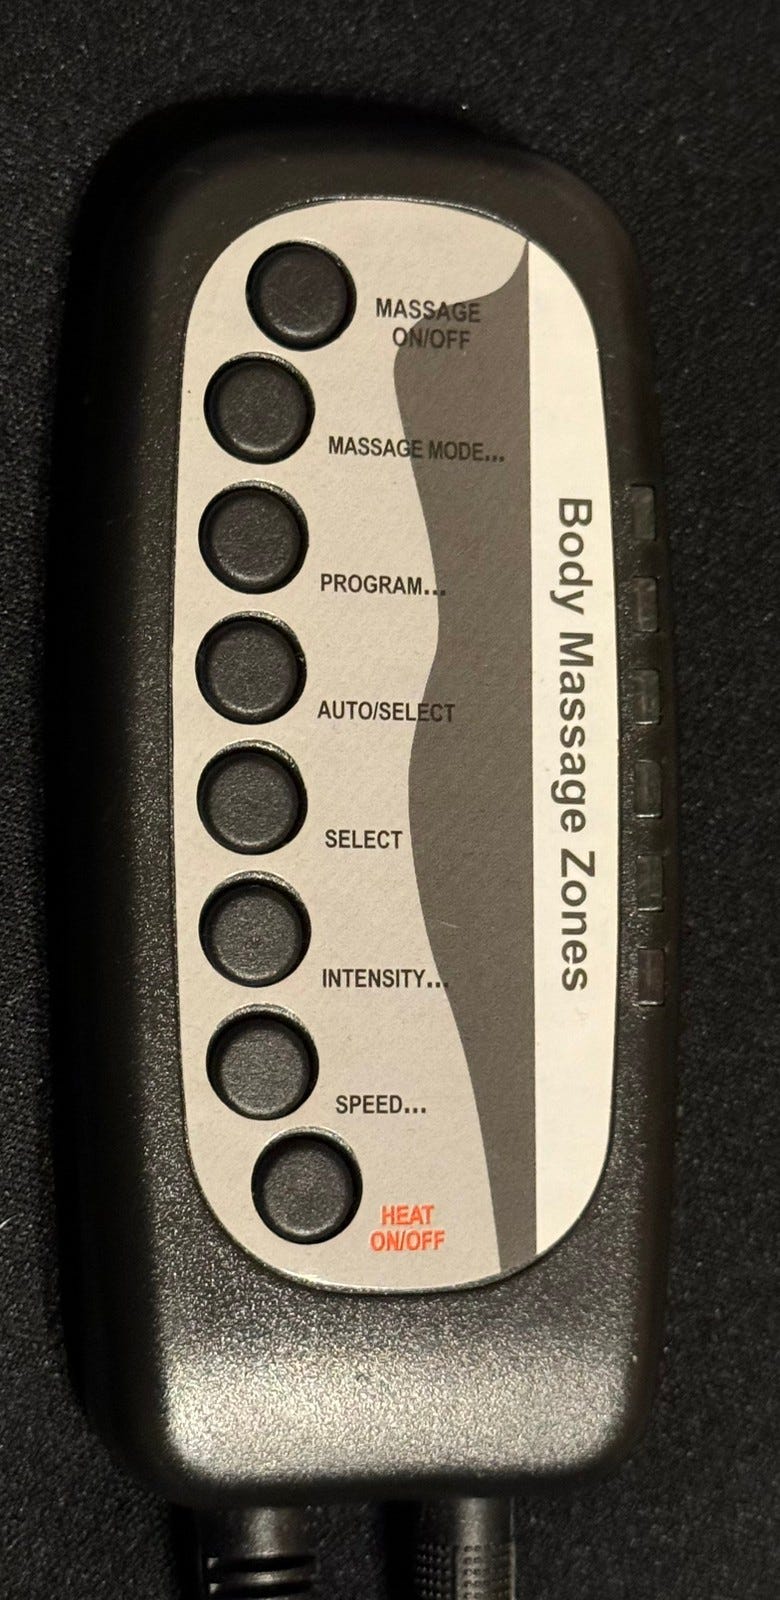 MASSAGE
ON/OFF
MASSAGE MODE...
PROGRAM...
AUTO/SELECT
SELECT
INTENSITY...
SPEED...
HEAT
ON/OFF
Body Massage Zones